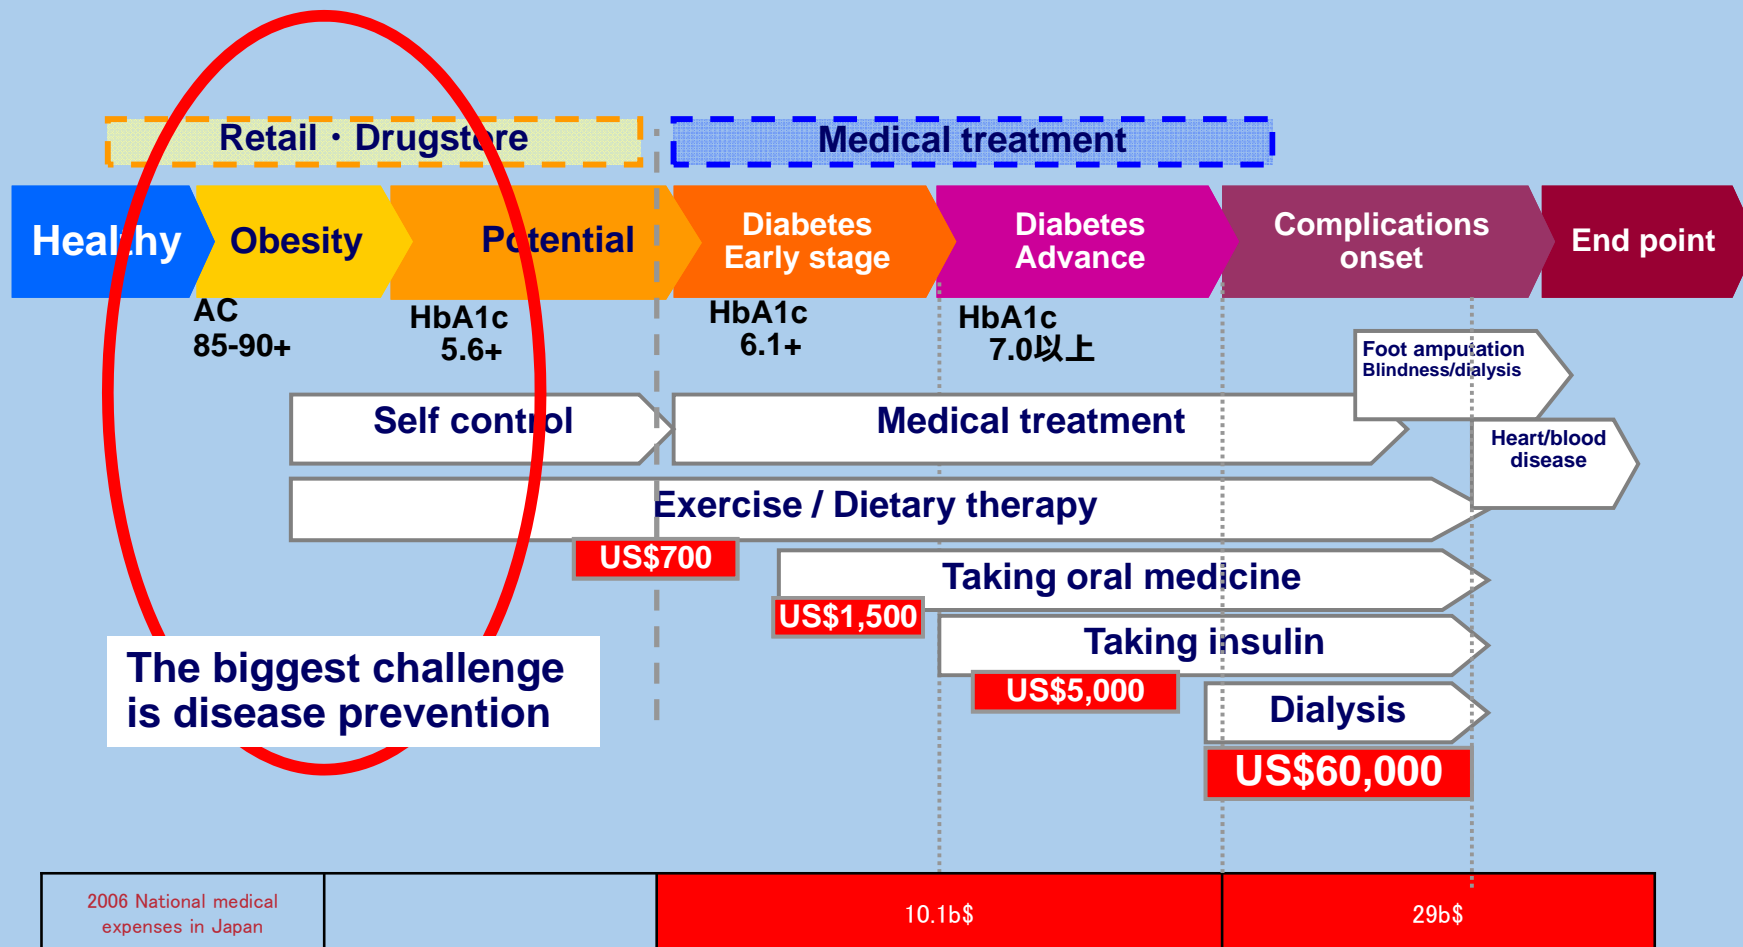 Retail・Drugstore
Medical treatment
Healthy
Obesity
Potential
Diabetes
Early stage
Diabetes
Advance
Complications
onset
End point
AC
85-90+
HbA1c
5.6+
HbA1c
6.1+
HbA1c
7.0以上
Foot amputation
Blindness/dialysis
Self control
Medical treatment
Heart/blood
disease
Exercise / Dietary therapy
US$700
Taking oral medicine
US$1,500
Taking insulin
US$5,000
The biggest challenge
is disease prevention
Dialysis
US$60,000
2006 National medical
expenses in Japan
10.1b$
29b$